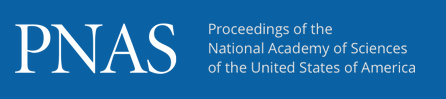 PNAS
Proceedings of the
National Academy of Sciences
of the United States of America